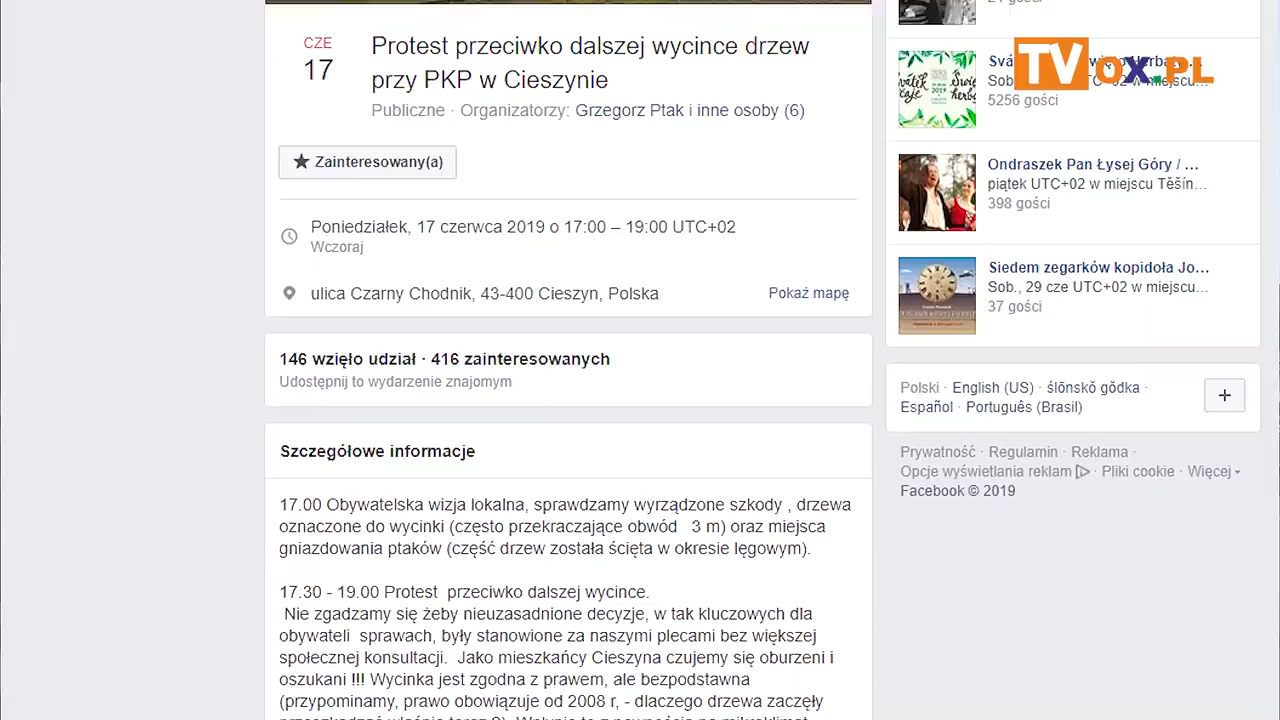 CZE
17
Protest przeciwko dalszej wycince drzew
przy PKP w Cieszynie
Publiczne · Organizatorzy: Grzegorz Ptak i inne osoby (6)
★ Zainteresowany(a)
Poniedziałek, 17 czerwca 2019 o 17:00 – 19:00 UTC+02
Wczoraj
ulica Czarny Chodnik, 43-400 Cieszyn, Polska
Pokaż mapę
146 wzięło udział · 416 zainteresowanych
Udostępnij to wydarzenie znajomym
Szczegółowe informacje
17.00 Obywatelska wizja lokalna, sprawdzamy wyrządzone szkody , drzewa
oznaczone do wycinki (często przekraczające obwód 3 m) oraz miejsca
gniazdowania ptaków (część drzew została ścięta w okresie lęgowym).
17.30 - 19.00 Protest przeciwko dalszej wycince.
Nie zgadzamy się żeby nieuzasadnione decyzje, w tak kluczowych dla
obywateli sprawach, były stanowione za naszymi plecami bez większej
społecznej konsultacji. Jako mieszkańcy Cieszyna czujemy się oburzeni i
oszukani !!! Wycinka jest zgodna z prawem, ale bezpodstawna
(przypominamy, prawo obowiązuje od 2008 r, - dlaczego drzewa zaczęły
TVOX.PL
5256 gości
Ondraszek Pan Łysej Góry / ...
piątek UTC+02 w miejscu Těšín...
398 gości
Siedem zegarków kopidoła Jo...
Sob., 29 cze UTC+02 w miejscu...
37 gości
Polski · English (US) · ślōnskŏ gŏdka ·
Español · Português (Brasil)
+
Prywatność · Regulamin · Reklama ·
Opcje wyświetlania reklam · Pliki cookie · Więcej
Facebook © 2019